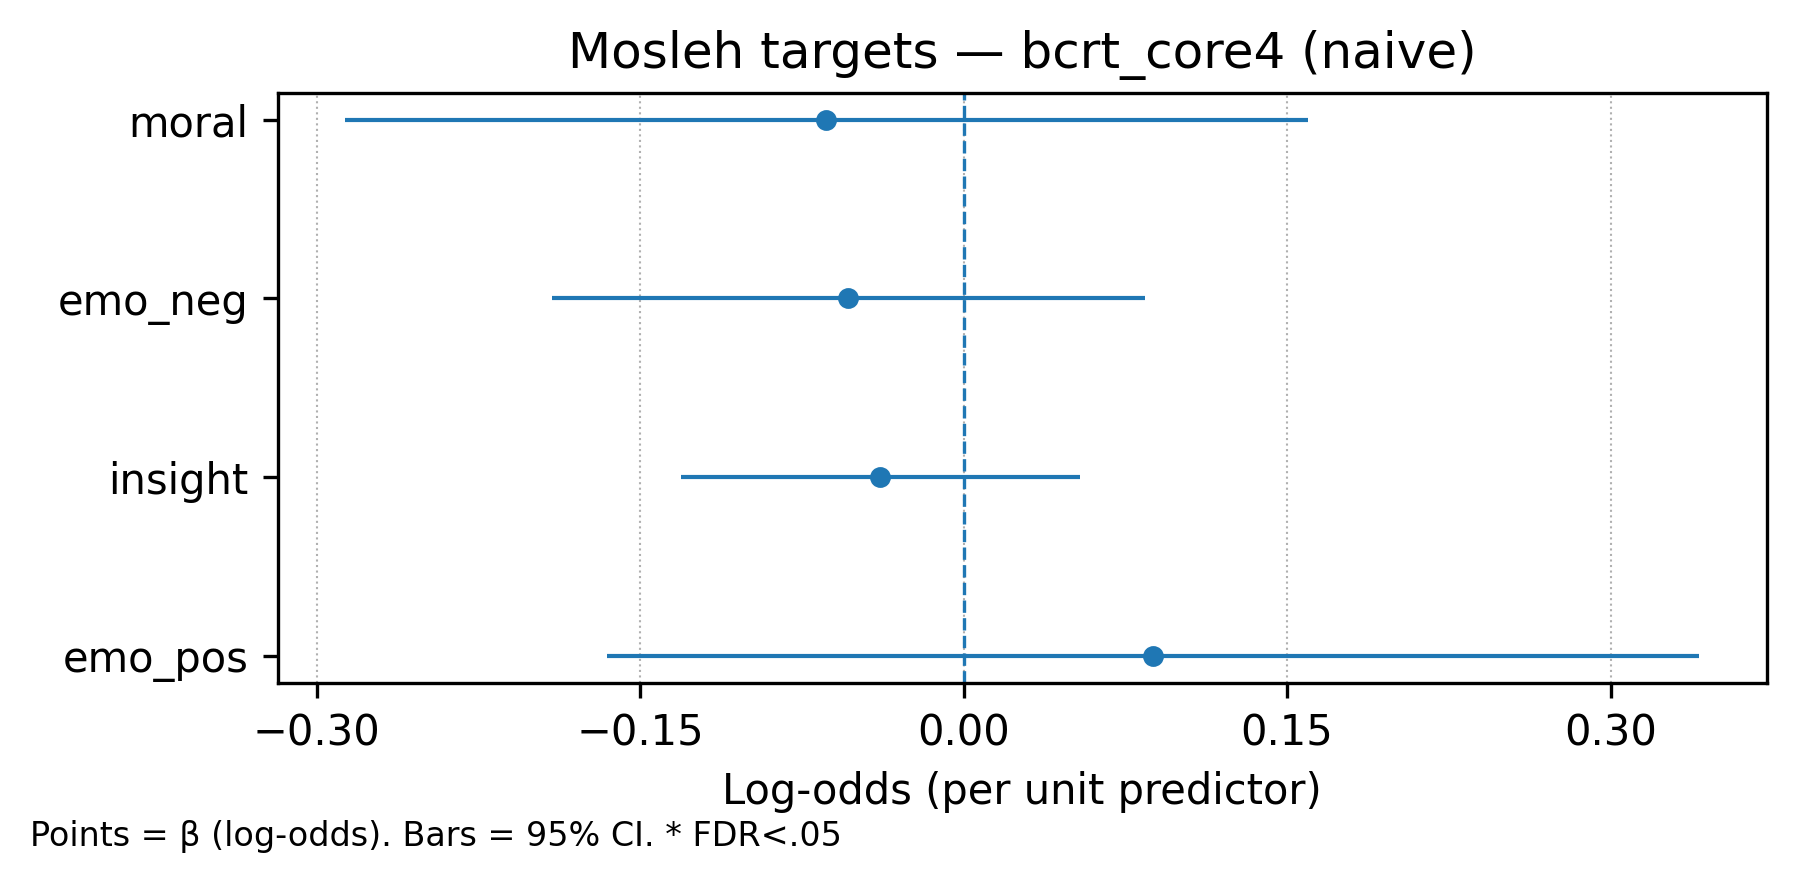 Mosleh targets — bcrt_core4 (naive)
moral
emo_neg
insight
emo_pos
−0.30 −0.15 0.00 0.15 0.30
Log-odds (per unit predictor)
Points = β (log-odds). Bars = 95% CI. * FDR<.05